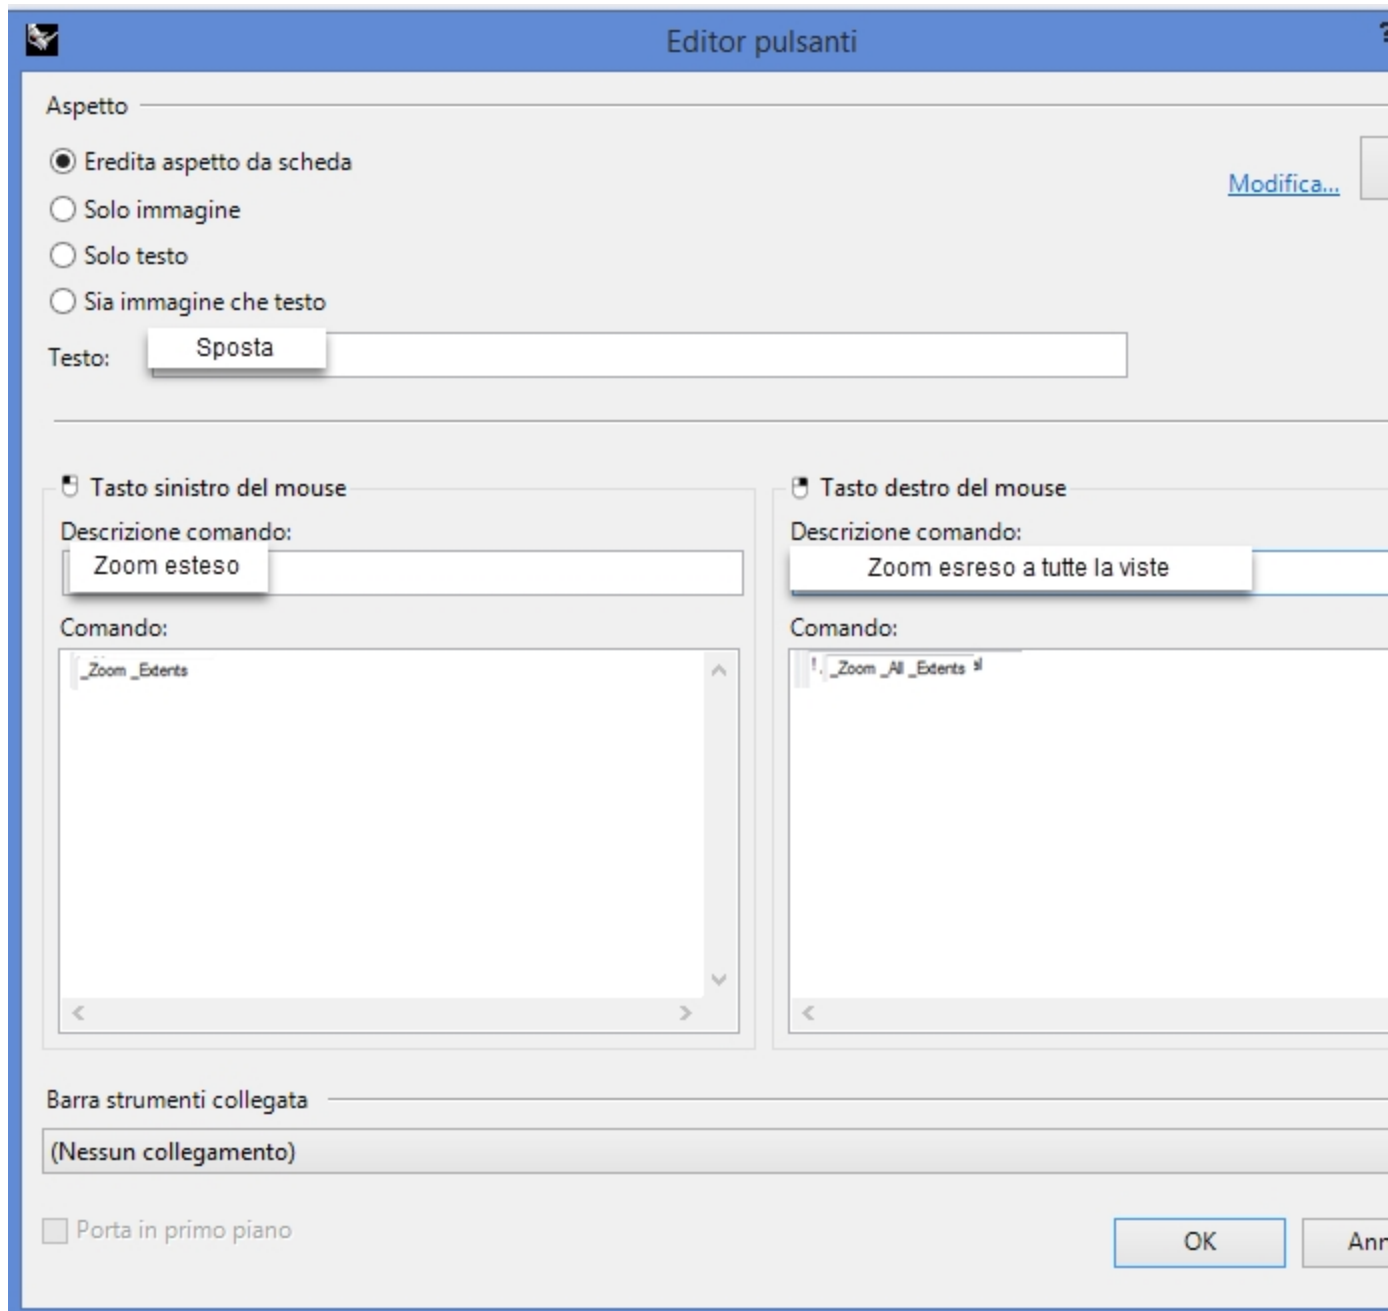 Editor pulsanti
?
Aspetto
Eredita aspetto da scheda
Modifica...
Solo immagine
Solo testo
Sia immagine che testo
Testo: Sposta
Tasto sinistro del mouse
Descrizione comando:
Zoom esteso
Comando:
_Zoom _Extents
Tasto destro del mouse
Descrizione comando:
Zoom esreso a tutte la viste
Comando:
!. _Zoom _All _Extents
Barra strumenti collegata
(Nessun collegamento)
Porta in primo piano
OK
Ann